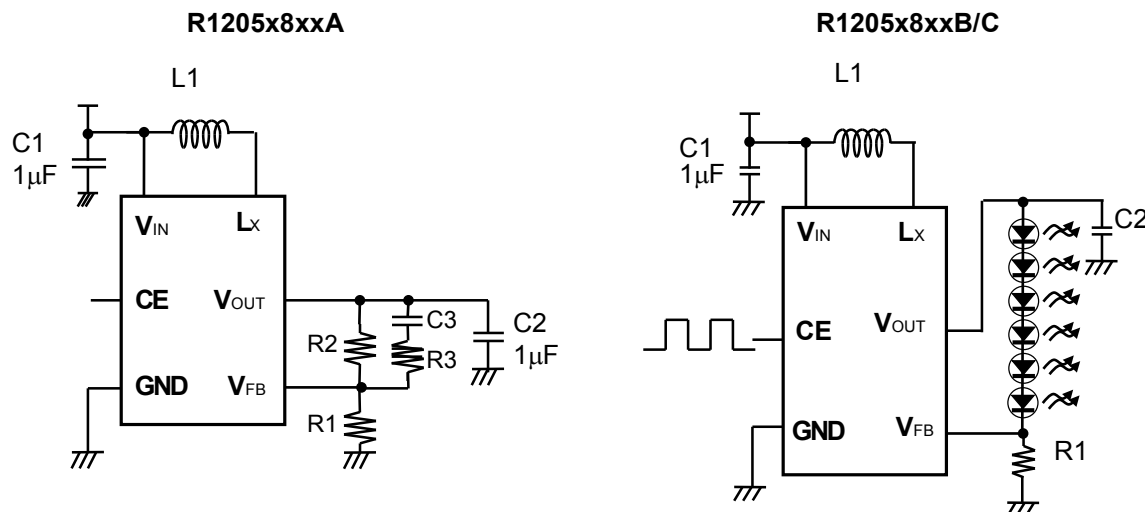 R1205x8xxA
L1
C1
1μF
VIN
LX
CE
VOUT
GND
VFB
R2
C3
R3
C2
1μF
R1
R1205x8xxB/C
L1
C1
1μF
VIN
LX
CE
VOUT
GND
VFB
C2
R1